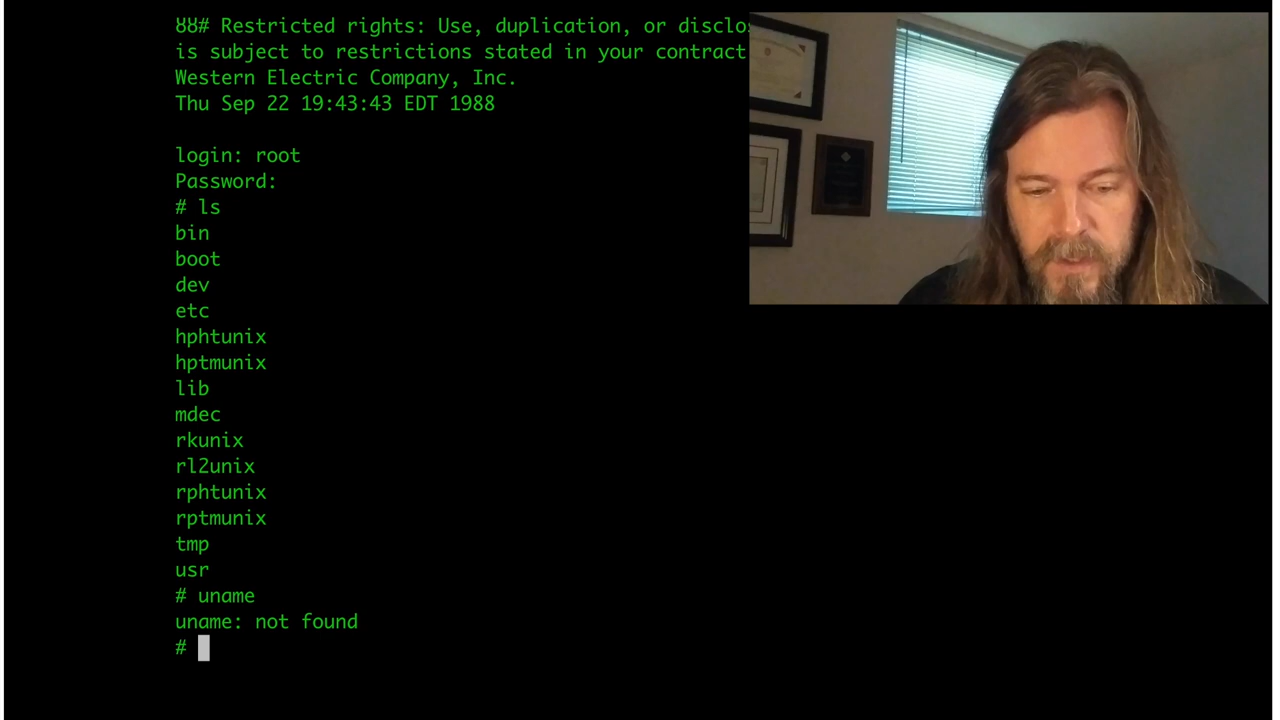 88# Restricted rights: Use, duplication, or disclo
is subject to restrictions stated in your contract
Western Electric Company, Inc.
Thu Sep 22 19:43:43 EDT 1988
login: root
Password:
# ls
bin
boot
dev
etc
hphtunix
hptmunix
lib
mdec
rkunix
rl2unix
rphtunix
rptmunix
tmp
usr
# uname
uname: not found
#